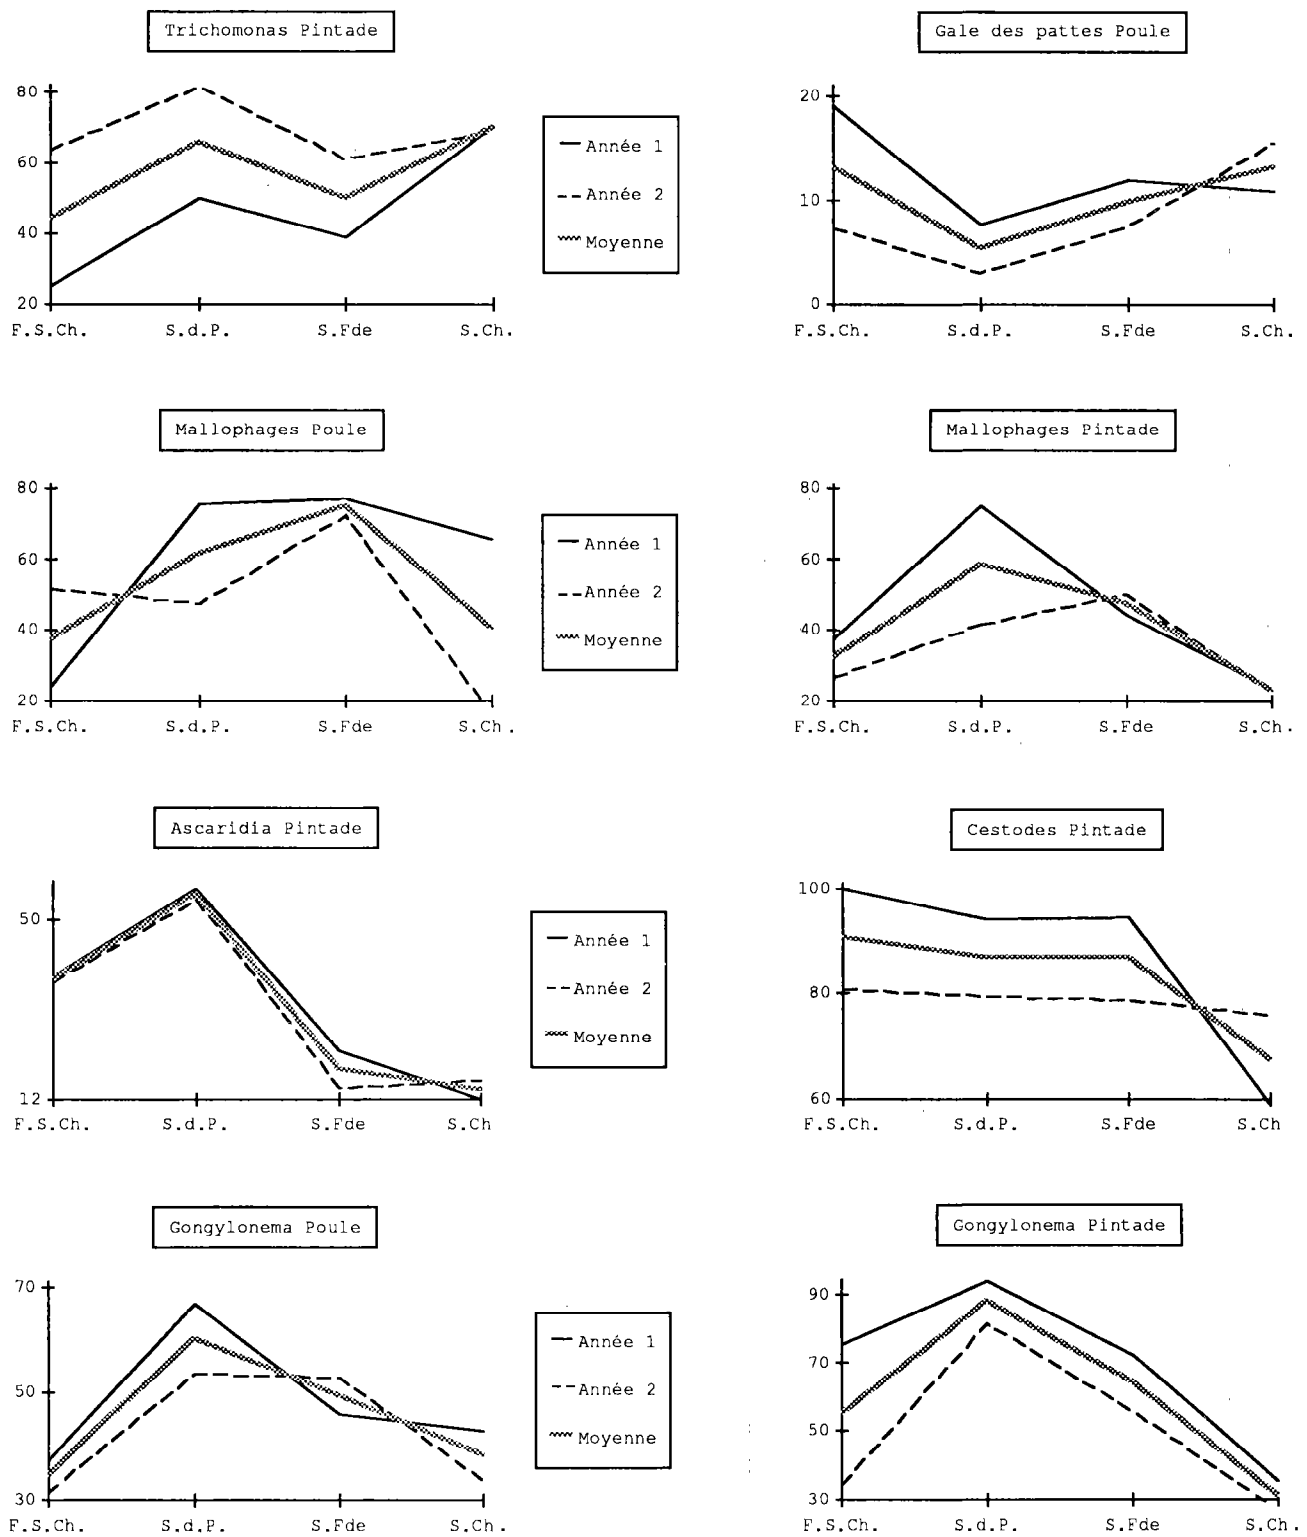 Trichomonas Pintade
80
60
40
20
F.S.Ch. S.d.P. S.Fde S.Ch.
Année 1
Année 2
Moyenne
Gale des pattes Poule
20
10
0
F.S.Ch. S.d.P. S.Fde S.Ch.
Mallophages Poule
80
60
40
20
F.S.Ch. S.d.P. S.Fde S.Ch.
Année 1
Année 2
Moyenne
Mallophages Pintade
80
60
40
20
F.S.Ch. S.d.P. S.Fde S.Ch.
Ascaridia Pintade
50
12
F.S.Ch. S.d.P. S.Fde S.Ch
Année 1
Année 2
Moyenne
Cestodes Pintade
100
80
60
F.S.Ch. S.d.P. S.Fde S.Ch
Gongylonema Poule
70
50
30
F.S.Ch. S.d.P. S.Fde S.Ch.
Année 1
Année 2
Moyenne
Gongylonema Pintade
90
70
50
30
F.S.Ch. S.d.P. S.Fde S.Ch.